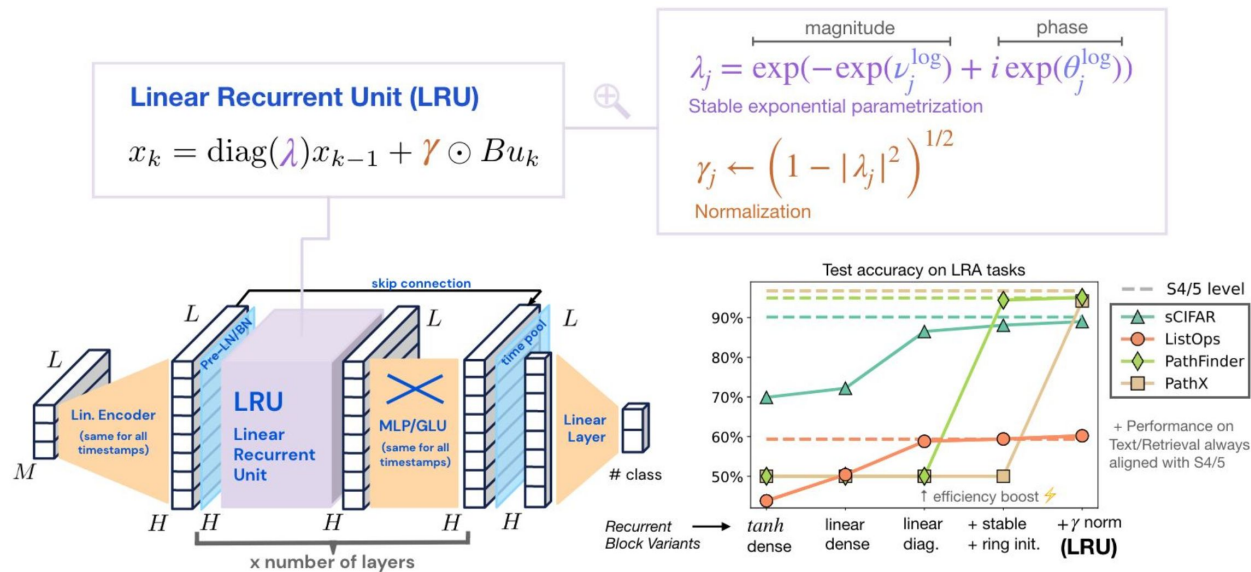 magnitude
phase
λ_j = exp(−exp(ν_j^log) + i exp(θ_j^log))
Stable exponential parametrization
γ_j ← (1 − |λ_j|²)^1/2
Normalization
Linear Recurrent Unit (LRU)
x_k = diag(λ)x_{k−1} + γ ⊙ Bu_k
skip connection
L
L
L
L
Pre-LN/BN
time pool
Lin. Encoder
(same for all
timestamps)
LRU
Linear
Recurrent
Unit
MLP/GLU
(same for all
timestamps)
Linear
Layer
# class
M
H
H
H
H
x number of layers
Test accuracy on LRA tasks
90%
80%
70%
60%
50%
↑ efficiency boost ⚡
S4/5 level
sCIFAR
ListOps
PathFinder
PathX
+ Performance on
Text/Retrieval always
aligned with S4/5
Recurrent
Block Variants
tanh
dense
linear
dense
linear
diag.
+ stable
+ ring init.
+ γ norm
(LRU)